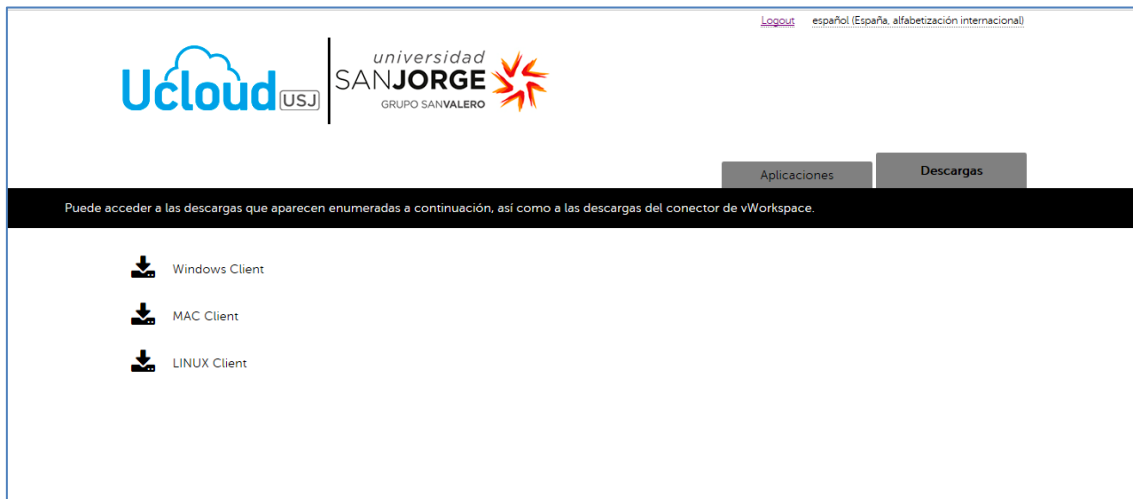 Logout español (España, alfabetización internacional)
Ucloud USJ
universidad
SANJORGE
GRUPO SANVALERO
Aplicaciones Descargas
Puede acceder a las descargas que aparecen enumeradas a continuación, así como a las descargas del conector de vWorkspace.
Windows Client
MAC Client
LINUX Client